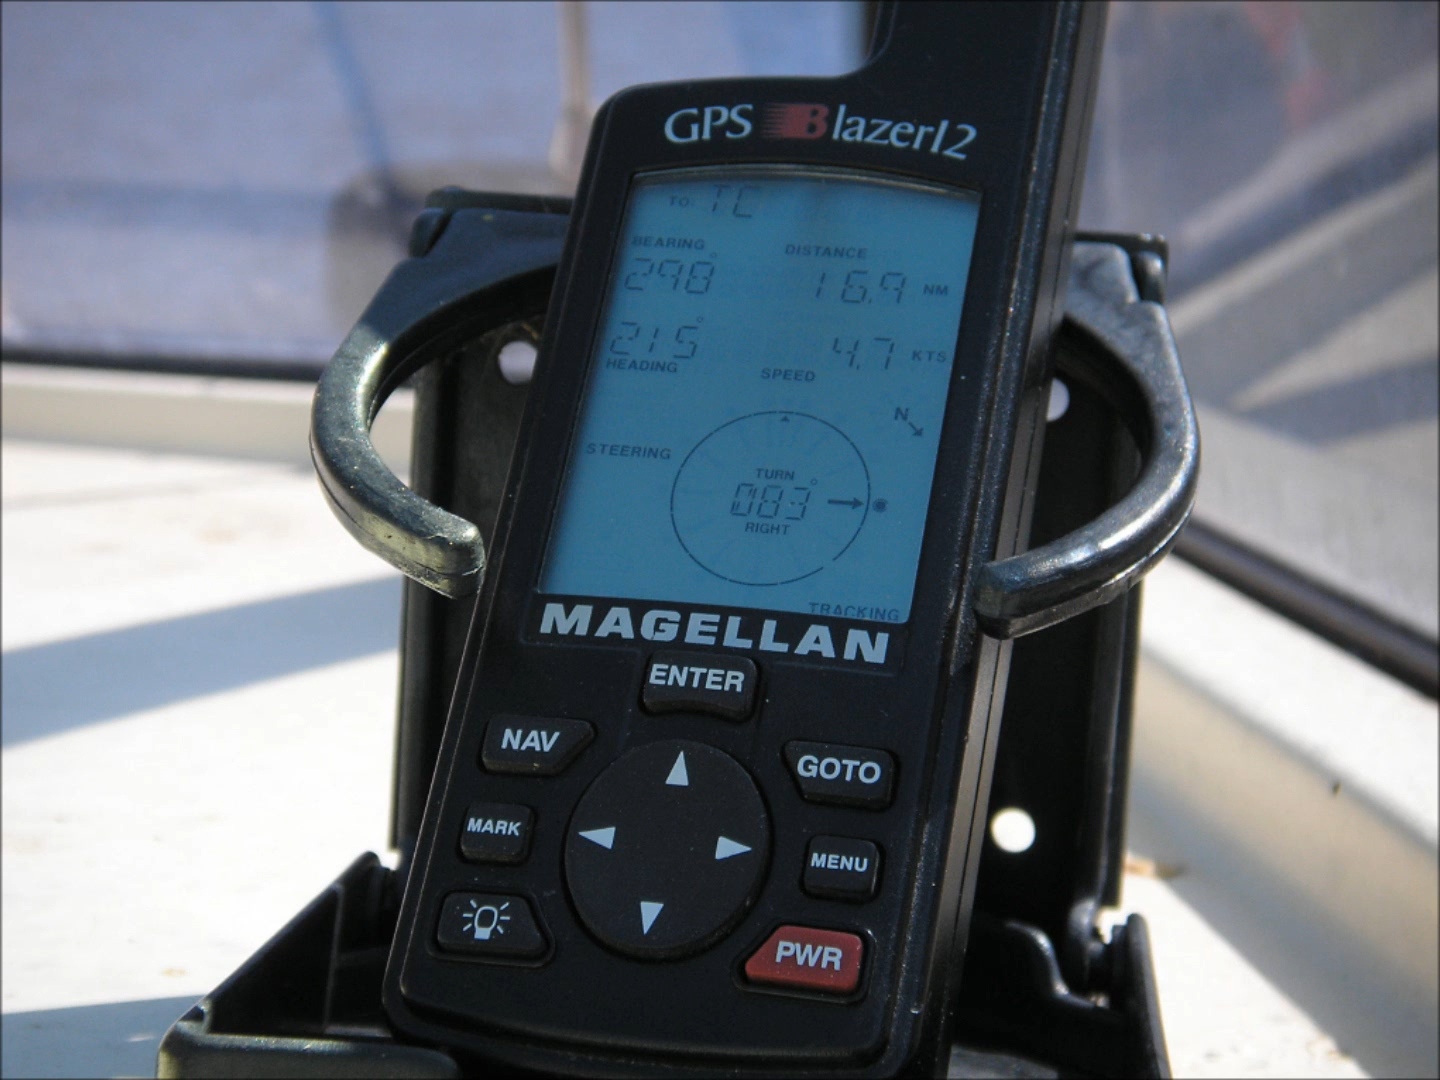 GPS Blazer12
TO: TC
BEARING DISTANCE
298° 16.9 NM
215° 4.7 KTS
HEADING SPEED
N
STEERING
TURN
083°
RIGHT
TRACKING
MAGELLAN
ENTER
NAV
GOTO
MARK
MENU
PWR